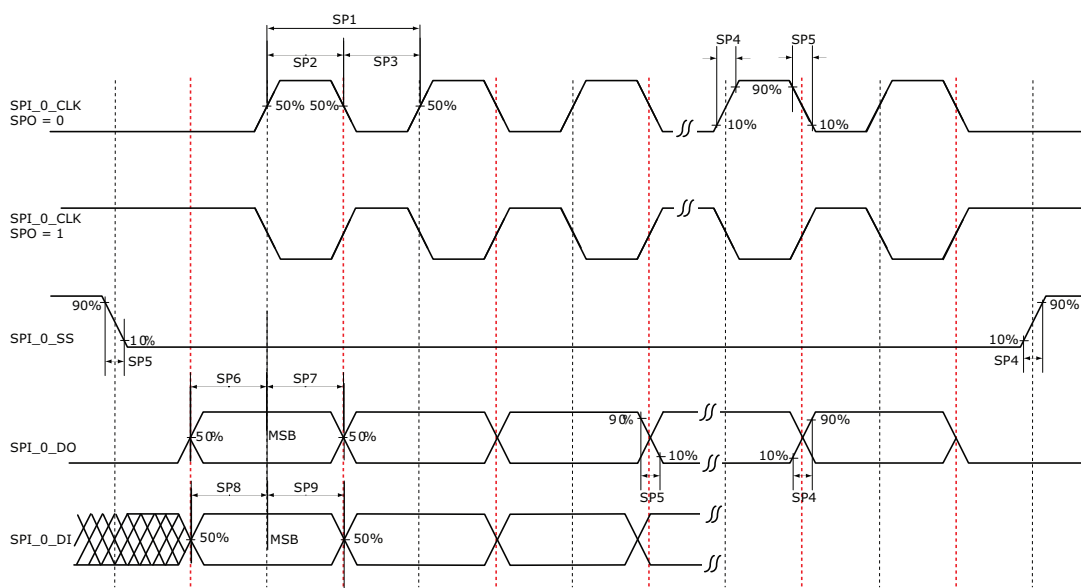 SP1
SP4 SP5
SP2 SP3
SPI_0_CLK
SPO = 0
50% 50% 50% 90%
10% 10%
SPI_0_CLK
SPO = 1
90% 90%
SPI_0_SS 10% 10%
SP5 SP4
SP6 SP7
90% 90%
SPI_0_DO 50% MSB 50%
10% 10%
SP8 SP9 SP5 SP4
SPI_0_DI 50% MSB 50%